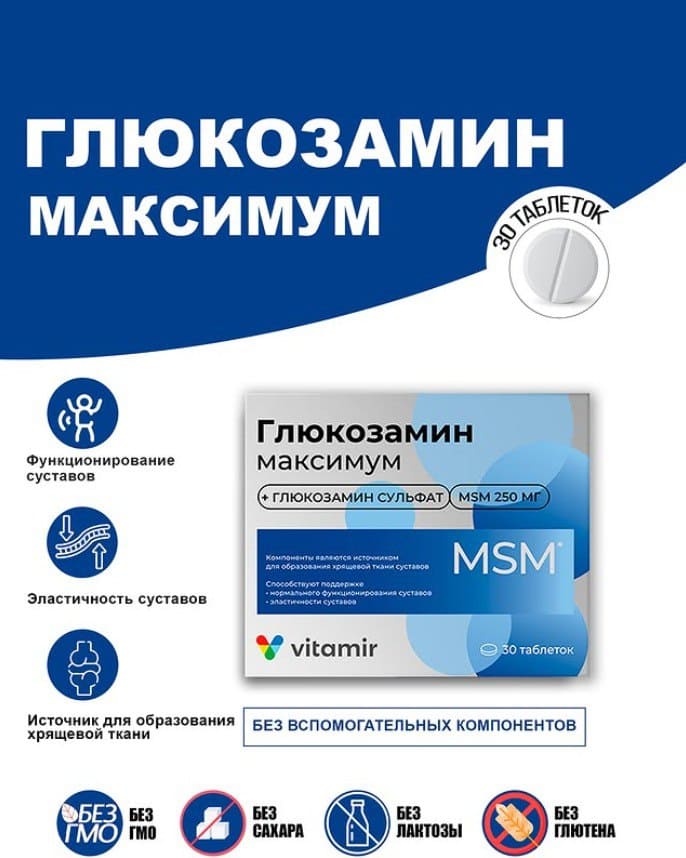 ГЛЮКОЗАМИН
МАКСИМУМ
30 ТАБЛЕТОК
Функционирование
суставов
Эластичность суставов
Источник для образования
хрящевой ткани
Глюкозамин
максимум
+ ГЛЮКОЗАМИН СУЛЬФАТ MSM 250 МГ
Компоненты являются источником
для образования хрящевой ткани суставов
MSM®
Способствуют поддержке
• нормального функционирования суставов
• эластичности суставов
vitamir
30 таблеток
БЕЗ ВСПОМОГАТЕЛЬНЫХ КОМПОНЕНТОВ
БЕЗ
ГМО
БЕЗ
ГМО
БЕЗ
САХАРА
БЕЗ
ЛАКТОЗЫ
БЕЗ
ГЛЮТЕНА